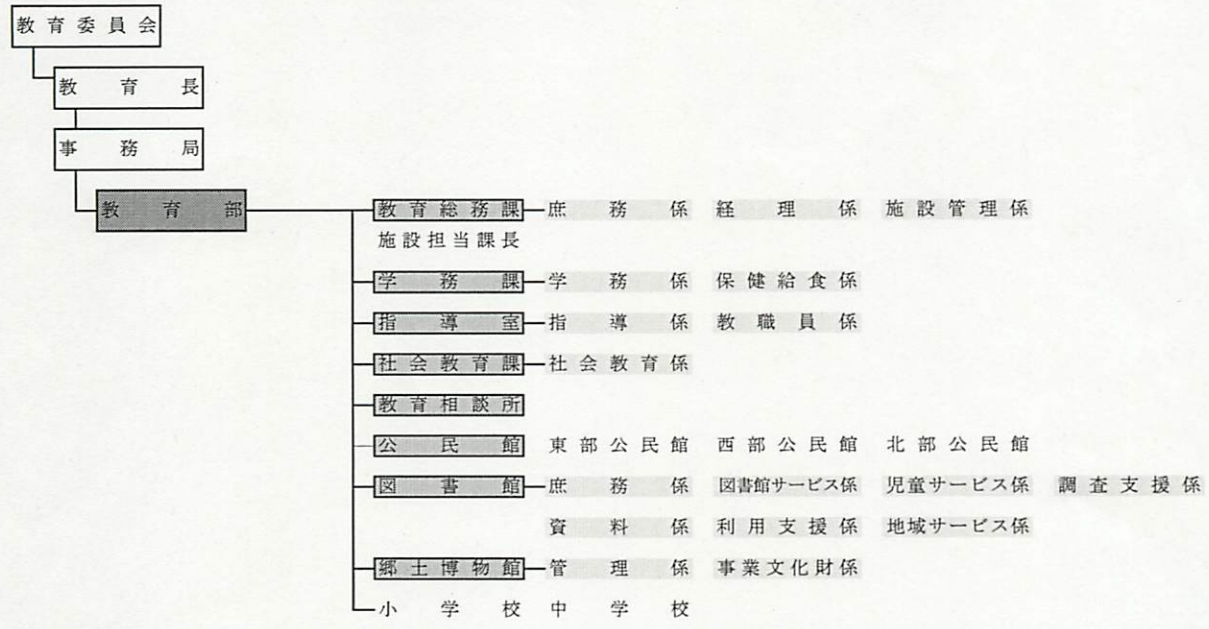 教育委員会
教育長
事務局
教育部
教育総務課 庶務係 経理係 施設管理係
施設担当課長
学務課 学務係 保健給食係
指導室 指導係 教職員係
社会教育課 社会教育係
教育相談所
公民館 東部公民館 西部公民館 北部公民館
図書館 庶務係 図書館サービス係 児童サービス係 調査支援係
資料係 利用支援係 地域サービス係
郷土博物館 管理係 事業文化財係
小学校 中学校